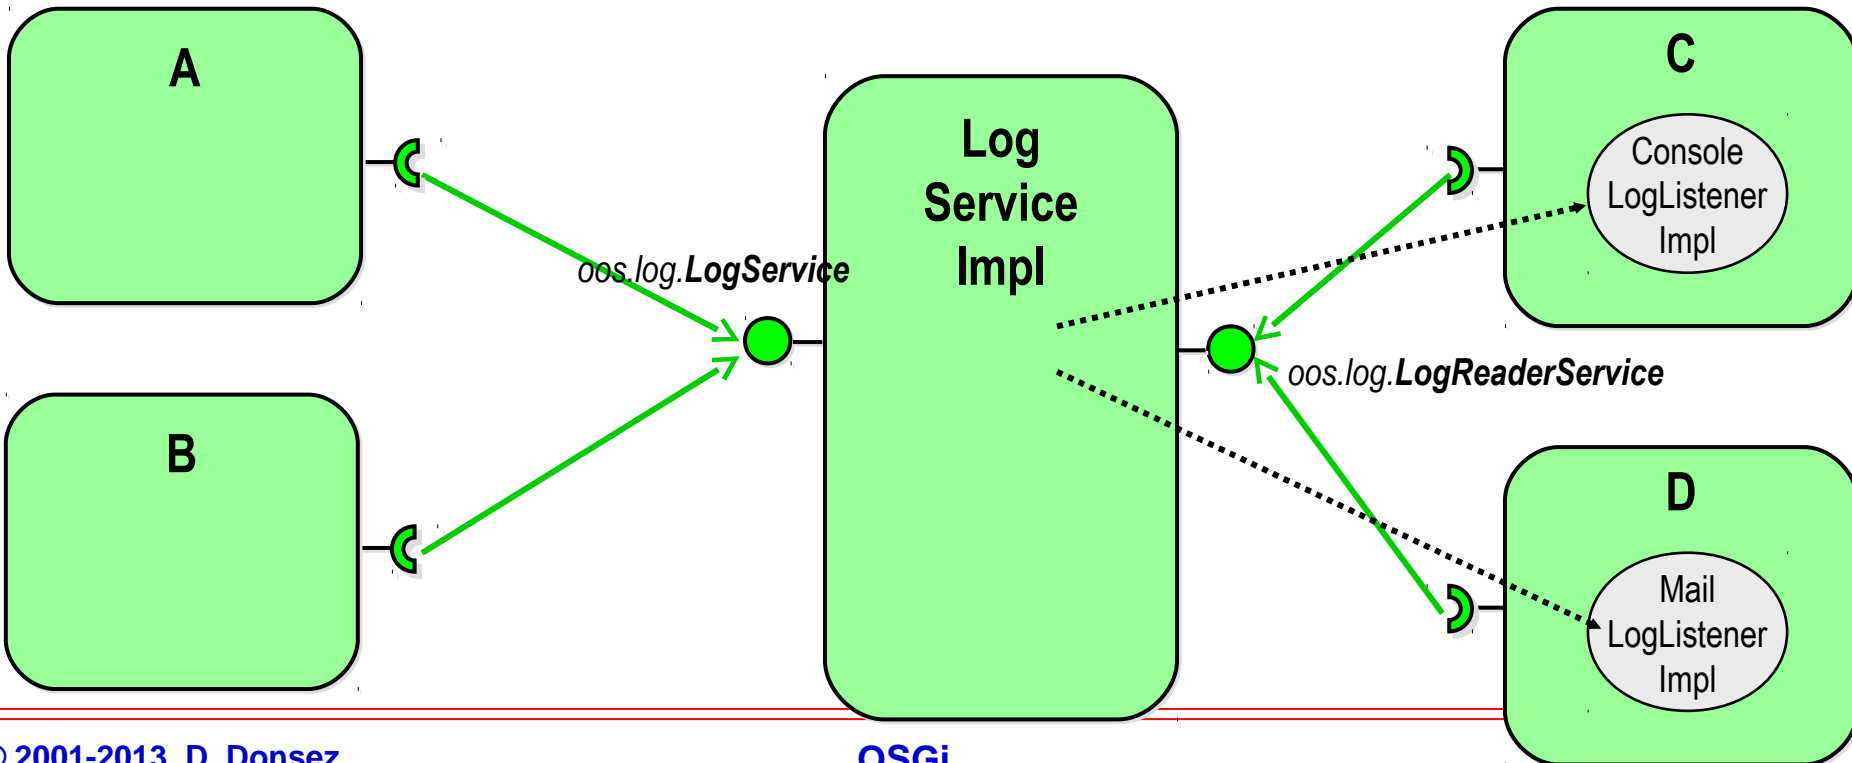 A
oos.log.LogService
B
Log
Service
Impl
C
Console
LogListener
Impl
oos.log.LogReaderService
D
Mail
LogListener
Impl
© 2001-2013, D. Donsez
OSGi